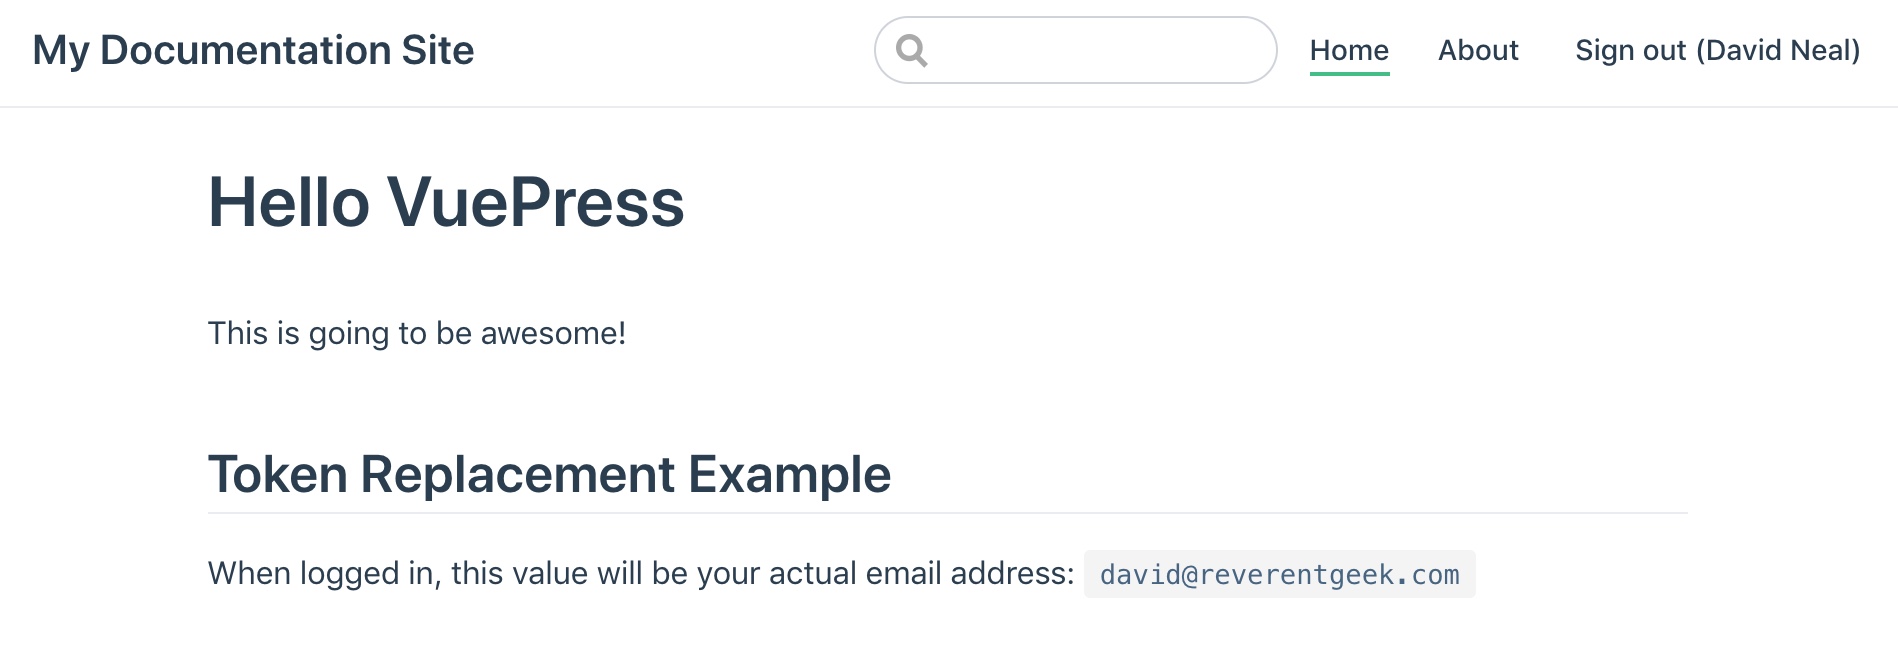 My Documentation Site
Home About Sign out (David Neal)
Hello VuePress
This is going to be awesome!
Token Replacement Example
When logged in, this value will be your actual email address: david@reverentgeek.com